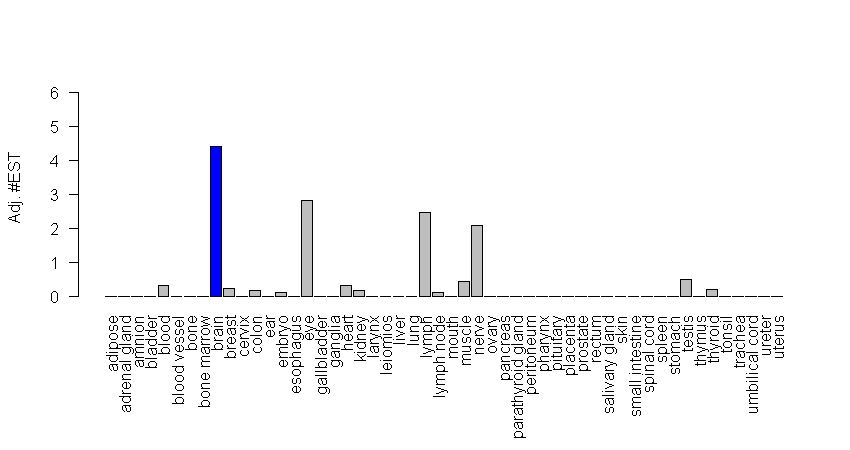 6
5
4
3
2
1
0
Adj. #EST
adipose
adrenal gland
amnion
bladder
blood
blood vessel
bone
bone marrow
brain
breast
cervix
colon
ear
embryo
esophagus
eye
gallbladder
ganglia
heart
kidney
larynx
leiomios
liver
lung
lymph
lymph node
mouth
muscle
nerve
ovary
pancreas
parathyroid gland
peritoneum
pharynx
pituitary
placenta
prostate
rectum
salivary gland
skin
small intestine
spinal cord
spleen
stomach
testis
thymus
thyroid
tonsil
trachea
umbilical cord
ureter
uterus